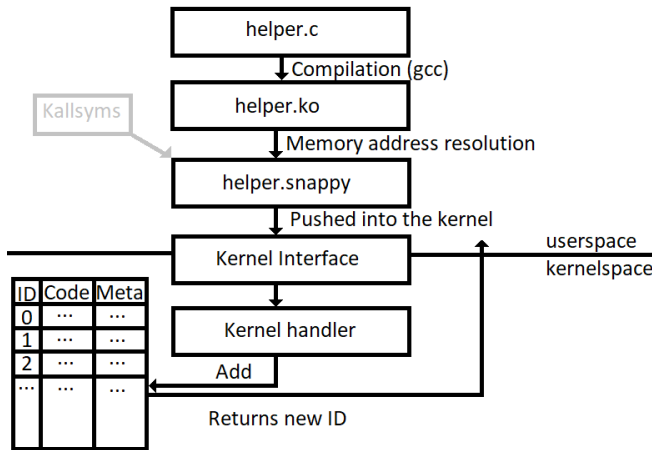 helper.c
Compilation (gcc)
helper.ko
Kallsyms
Memory address resolution
helper.snappy
Pushed into the kernel
userspace
Kernel Interface
kernelspace
ID Code Meta
0 ... ...
1 ... ...
2 ... ...
... ... ...
Kernel handler
Add
Returns new ID